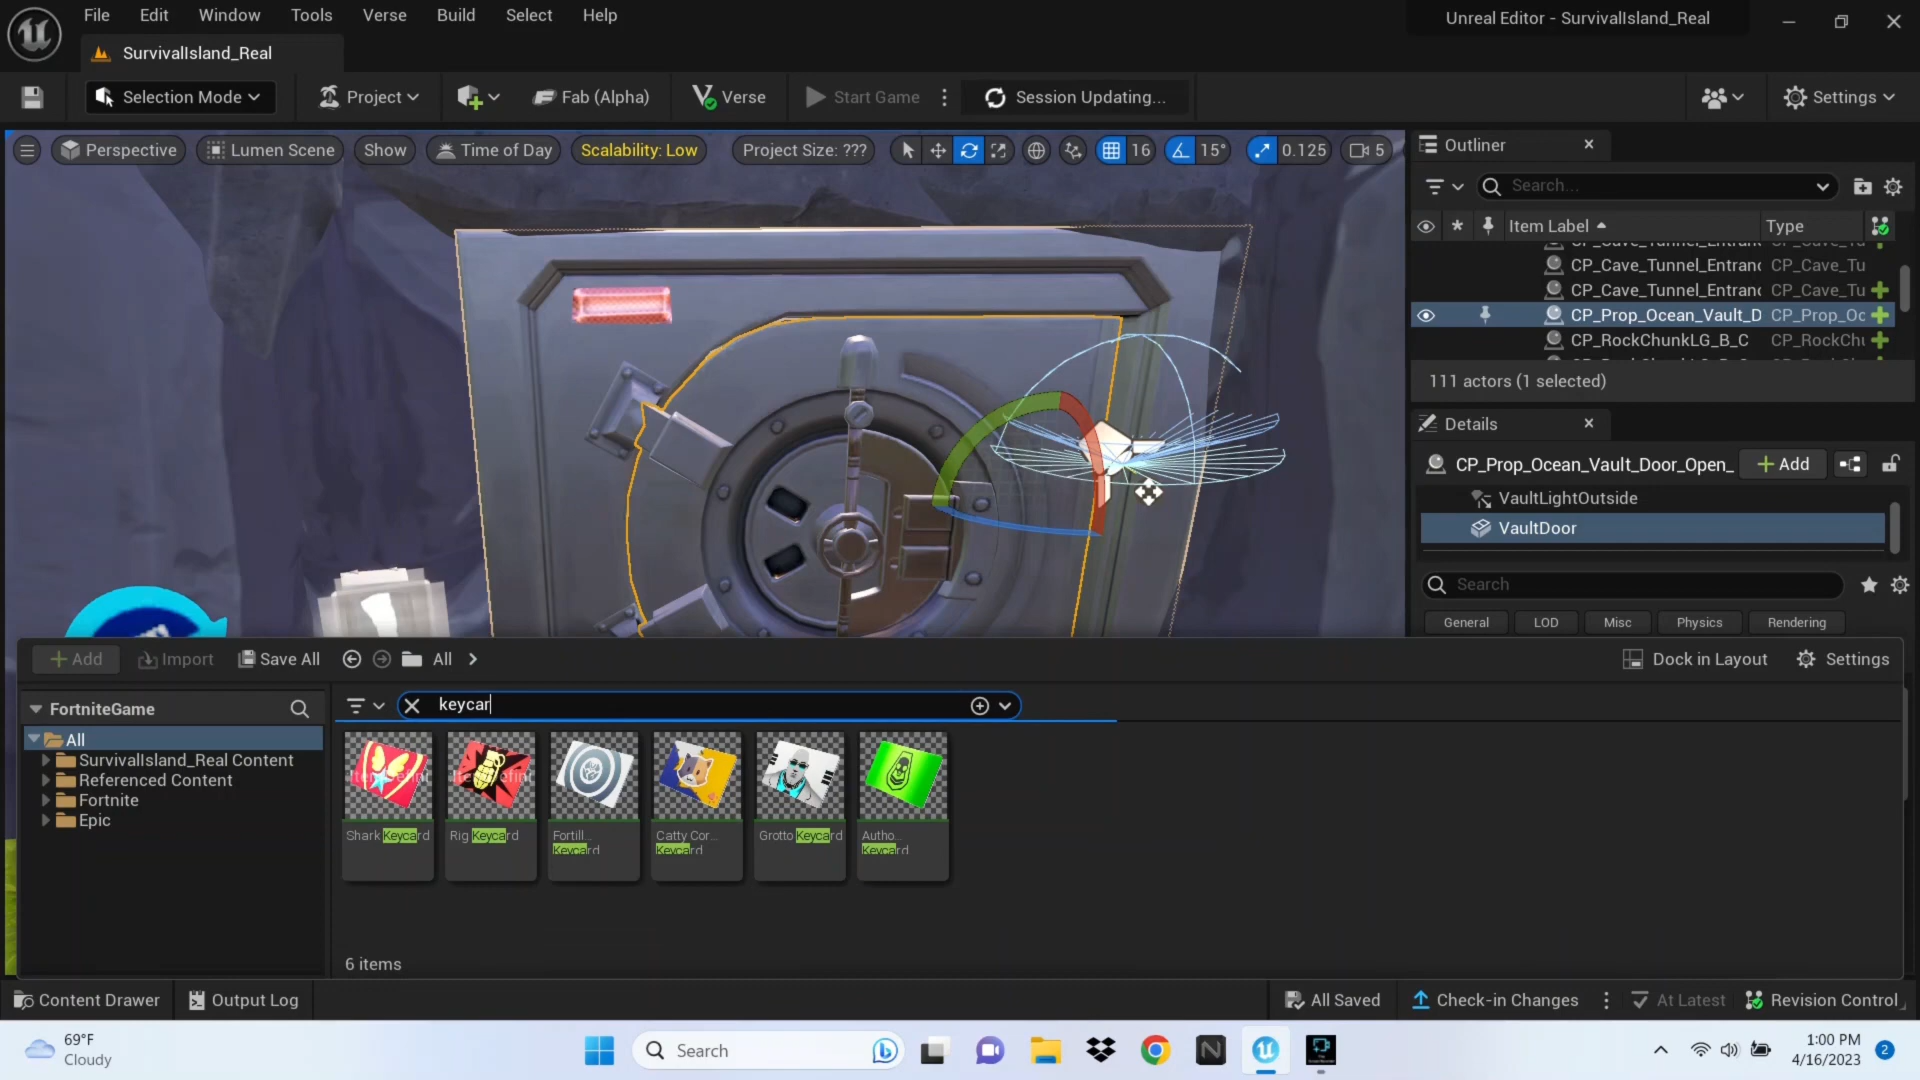 File Edit Window Tools Verse Build Select Help
Unreal Editor - SurvivalIsland_Real
SurvivalIsland_Real
Selection Mode
Project
Fab (Alpha)
Verse
Start Game
Session Updating...
Settings
Perspective
Lumen Scene
Show
Time of Day
Scalability: Low
Project Size: ???
16
15°
0.125
5
Outliner
Search...
Item Label
Type
CP_Cave_Tunnel_Entranc CP_Cave_Tu
CP_Cave_Tunnel_Entranc CP_Cave_Tu
CP_Prop_Ocean_Vault_D CP_Prop_Oc
CP_RockChunkLG_B_C CP_RockChu
111 actors (1 selected)
Details
CP_Prop_Ocean_Vault_Door_Open_
Add
VaultLightOutside
VaultDoor
Search
General LOD Misc Physics Rendering
Add
Import
Save All
All
Dock in Layout
Settings
FortniteGame
keycar
All
SurvivalIsland_Real Content
Referenced Content
Fortnite
Epic
Shark Keycard
Rig Keycard
Fortill... Keycard
Catty Cor... Keycard
Grotto Keycard
Autho... Keycard
6 items
Content Drawer
Output Log
All Saved
Check-in Changes
At Latest
Revision Control
69°F
Cloudy
Search
1:00 PM
4/16/2023
2